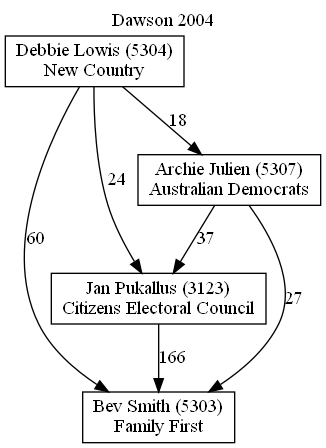 Dawson 2004
Debbie Lowis (5304)
New Country
18
Archie Julien (5307)
Australian Democrats
24
60
37
27
Jan Pukallus (3123)
Citizens Electoral Council
166
Bev Smith (5303)
Family First